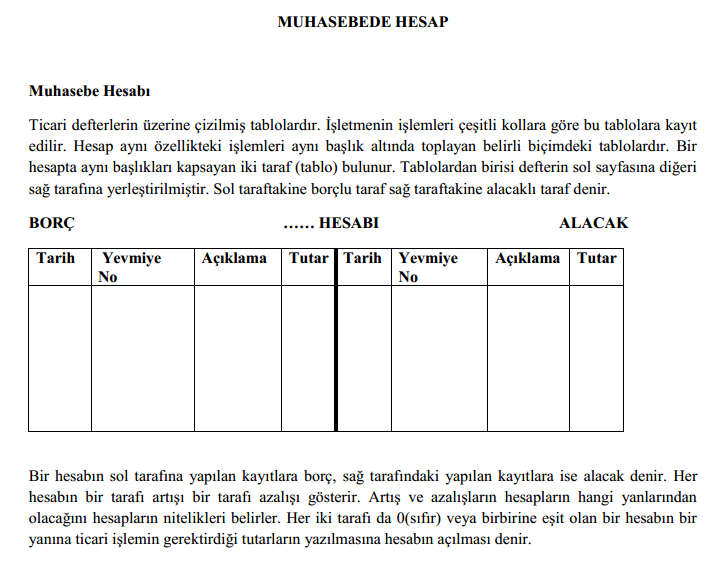 MUHASEBEDE HESAP
Muhasebe Hesabı
Ticari defterlerin üzerine çizilmiş tablolardır. İşletmenin işlemleri çeşitli kollara göre bu tablolara kayıt
edilir. Hesap aynı özellikteki işlemleri aynı başlık altında toplayan belirli biçimdeki tablolardır. Bir
hesapta aynı başlıkları kapsayan iki taraf (tablo) bulunur. Tablolardan birisi defterin sol sayfasına diğeri
sağ tarafına yerleştirilmiştir. Sol taraftakine borçlu taraf sağ taraftakine alacaklı taraf denir.
BORÇ ...... HESABI ALACAK
Tarih Yevmiye Açıklama Tutar Tarih Yevmiye Açıklama Tutar
No No
Bir hesabın sol tarafına yapılan kayıtlara borç, sağ tarafındaki yapılan kayıtlara ise alacak denir. Her
hesabın bir tarafı artışı bir tarafı azalışı gösterir. Artış ve azalışların hesapların hangi yanlarından
olacağını hesapların nitelikleri belirler. Her iki tarafı da 0(sıfır) veya birbirine eşit olan bir hesabın bir
yanına ticari işlemin gerektirdiği tutarların yazılmasına hesabın açılması denir.